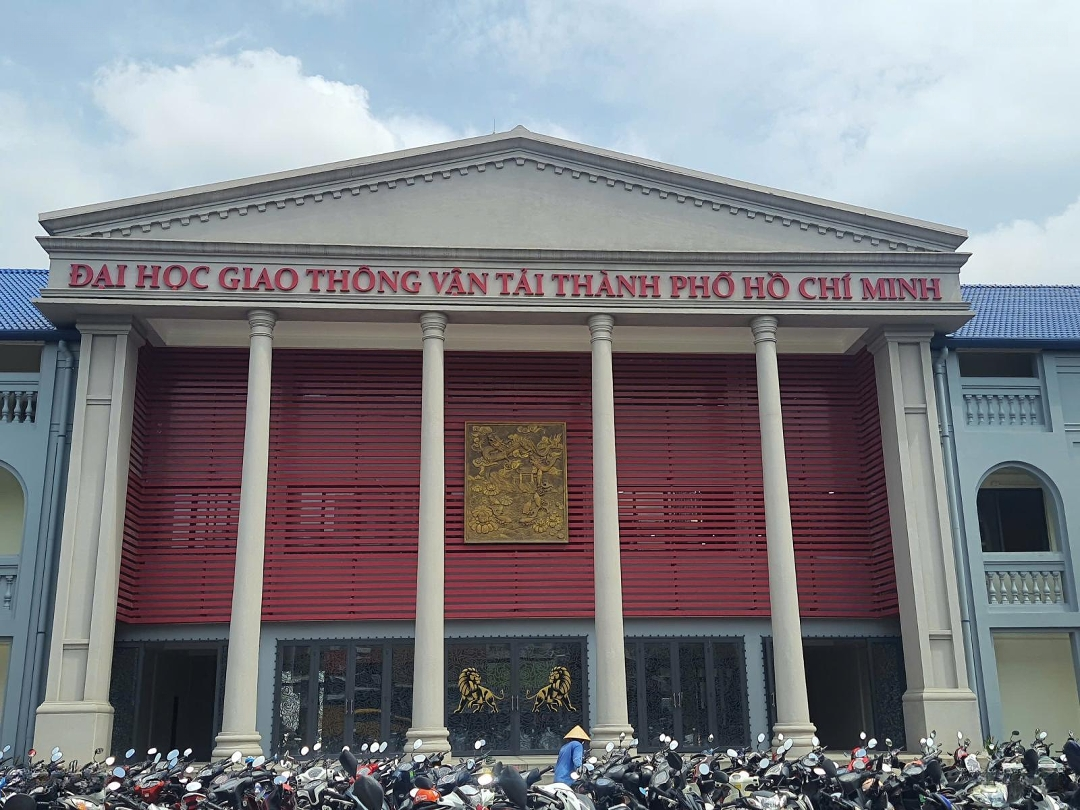 ĐẠI HỌC GIAO THÔNG VẬN TẢI THÀNH PHỐ HỒ CHÍ MINH